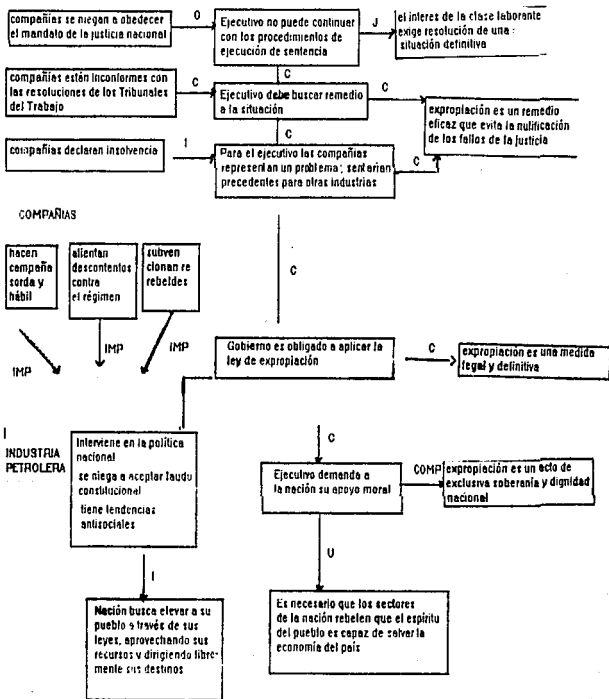 compañías se niegan a obedecer
el mandato de la justicia nacional
O
Ejecutivo no puede continuar
con los procedimientos de
ejecución de sentencia
J
el interes de la clase laborante
exige resolución de una
situación definitiva
C
compañías están inconformes con
las resoluciones de los Tribunales
del Trabajo
C
Ejecutivo debe buscar remedio
a la situación
C
expropiación es un remedio
eficaz que evita la nulificación
de los fallos de la justicia
C
compañías declaran insolvencia
I
Para el ejecutivo las compañías
representan un problema; sentarian
precedentes para otras industrias
C
COMPAÑIAS
hacen
campaña
sorda y
hábil
alientan
descontentos
contra
el régimen
subven
cionan re
rebeldes
C
IMP
IMP
IMP
Gobierno es obligado a aplicar la
ley de expropiación
C
expropiación es una medida
legal y definitiva
INDUSTRIA
PETROLERA
Interviene en la política
nacional
se niega a aceptar laudo
constitucional
tiene tendencias
antisociales
C
Ejecutivo demanda a
la nación su apoyo moral
COMP
expropiación es un acto de
exclusiva soberanía y dignidad
nacional
I
U
Nación busca elevar a su
pueblo a través de sus
leyes, aprovechando sus
recursos y dirigiendo libre-
mente sus destinos
Es necesario que los sectores
de la nación rebelen que el espíritu
del pueblo es capaz de salvar la
economía del país